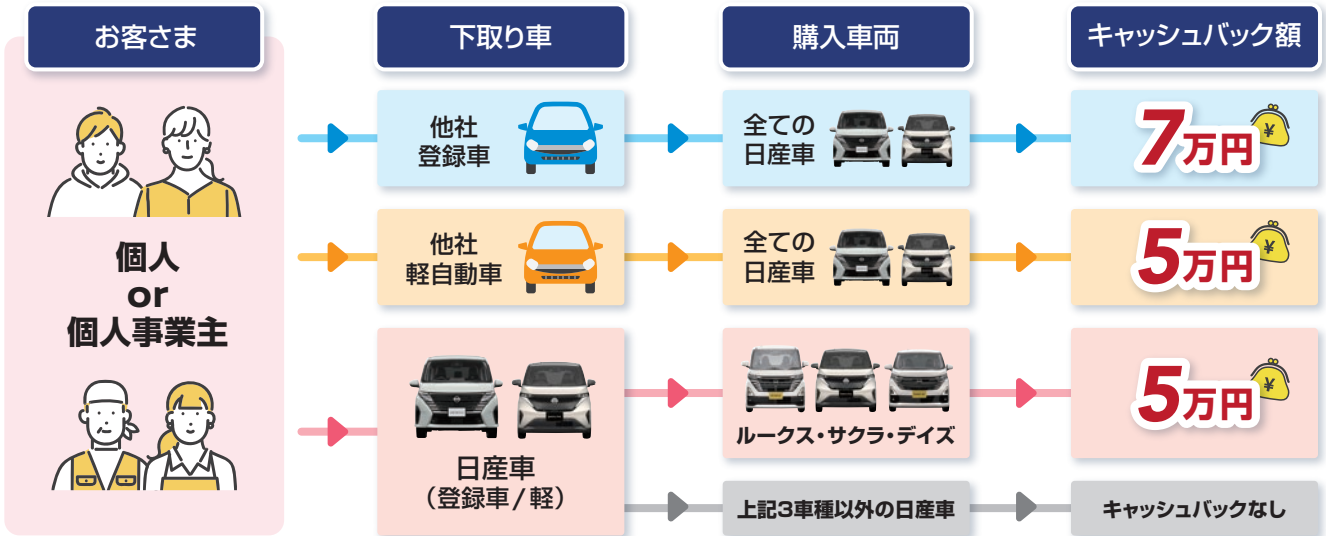 お客さま
下取り車
購入車両
キャッシュバック額
個人
or
個人事業主
他社
登録車
全ての
日産車
7万円
¥
他社
軽自動車
全ての
日産車
5万円
¥
日産車
（登録車/軽）
ルークス・サクラ・デイズ
5万円
¥
上記3車種以外の日産車
キャッシュバックなし